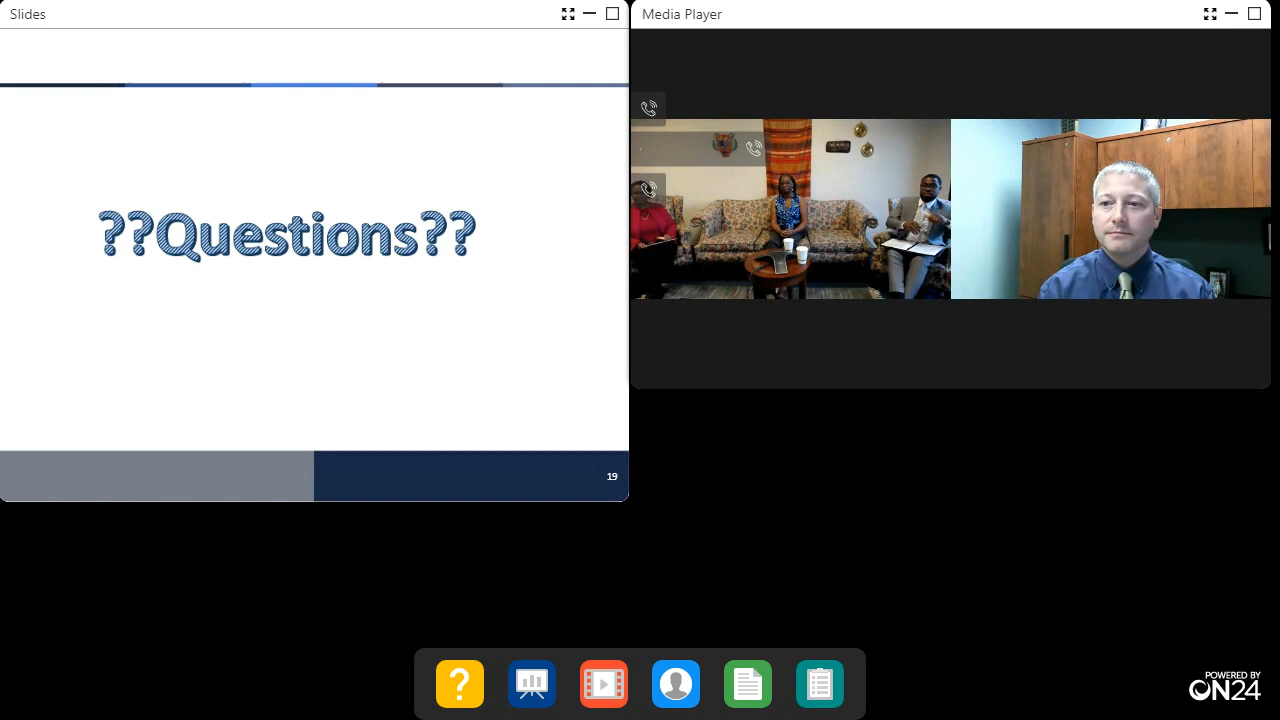 Slides
Media Player
??Questions??
19
?
POWERED BY
ON24